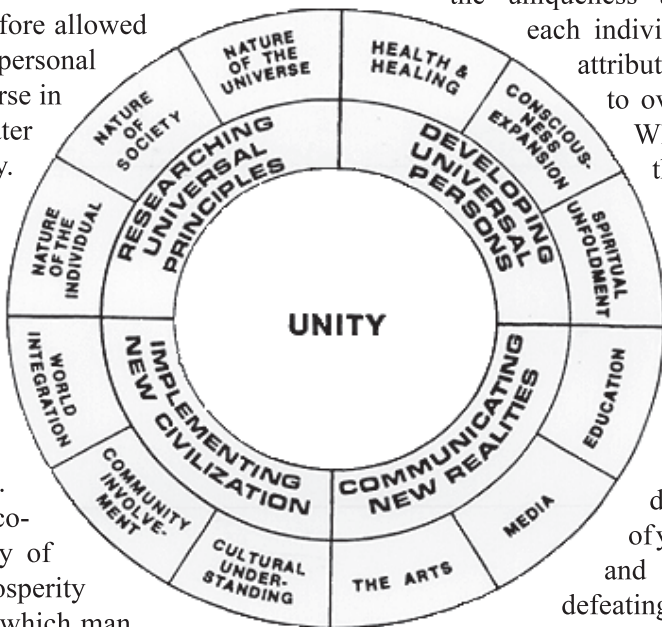 fore allowed
personal
rse in
ter
y.
the uniqueness
each indivi
attribut
to ov
W
th
NATURE
OF THE
UNIVERSE
HEALTH &
HEALING
CONSCIOUS-
NESS
EXPANSION
SPIRITUAL
UNFOLDMENT
EDUCATION
MEDIA
THE ARTS
CULTURAL
UNDER-
STANDING
COMMUNITY
INVOLVE-
MENT
WORLD
INTEGRATION
NATURE
OF THE
INDIVIDUAL
NATURE
OF
SOCIETY
RESEARCHING
UNIVERSAL
PRINCIPLES
DEVELOPING
UNIVERSAL
PERSONS
COMMUNICATING
NEW REALITIES
IMPLEMENTING
NEW CIVILIZATION
UNITY
.
co-
y of
osperity
which man
d
ofy
and
defeating